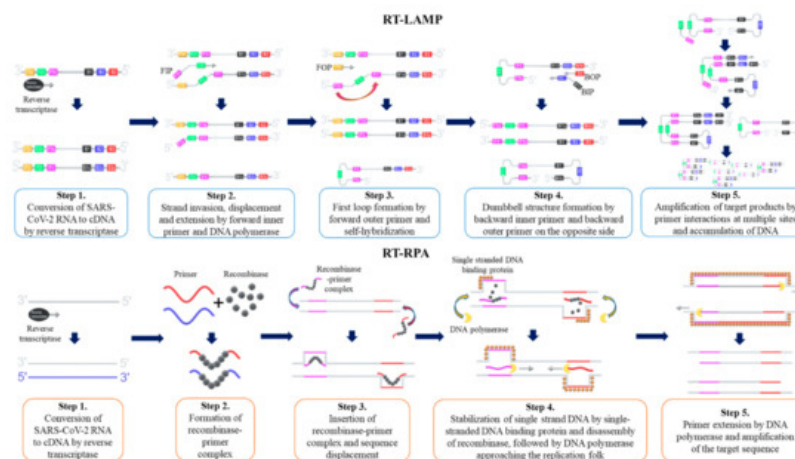 RT-LAMP
3'
5'
Reverse
transcriptase
FIP
FOP
BOP
BIP
Step 1.
Conversion of SARS-
CoV-2 RNA to cDNA
by reverse transcriptase
Step 2.
Strand invasion, displacement
and extension by forward inner
primer and DNA polymerase
Step 3.
First loop formation by
forward outer primer and
self-hybridization
Step 4.
Dumbbell structure formation by
backward inner primer and backward
outer primer on the opposite side
Step 5.
Amplification of target products by
primer interactions at multiple sites
and accumulation of DNA
RT-RPA
3'
5'
Reverse
transcriptase
3'
5'
5'
3'
Primer
Recombinase
+
Recombinase
-primer
complex
Single stranded DNA
binding protein
DNA polymerase
Step 1.
Conversion of
SARS-CoV-2 RNA
to cDNA by reverse
transcriptase
Step 2.
Formation of
recombinase-
primer
complex
Step 3.
Insertion of
recombinase-primer
complex and sequence
displacement
Step 4.
Stabilization of single strand DNA by single-
stranded DNA binding protein and disassembly
of recombinase, followed by DNA polymerase
approaching the replication folk
Step 5.
Primer extension by DNA
polymerase and amplification
of the target sequence